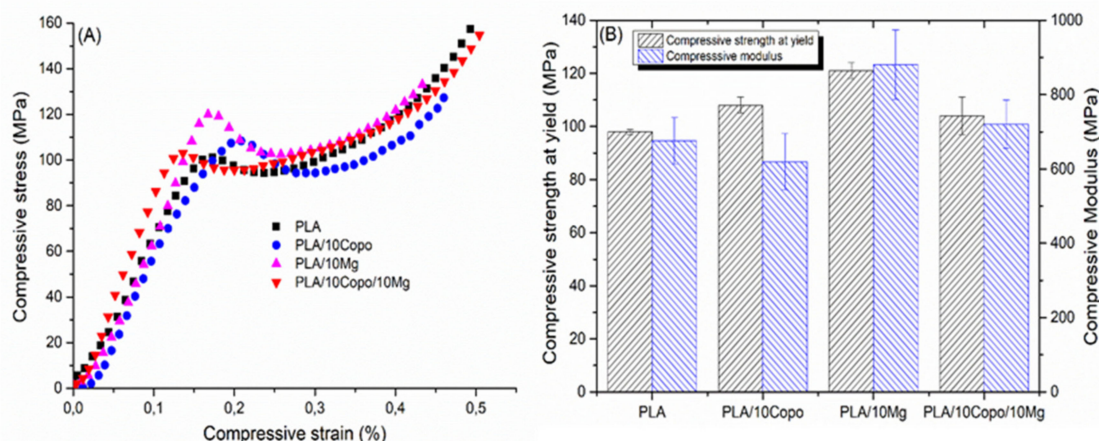 (A)
160
140
120
100
80
60
40
20
0
Compressive stress (MPa)
PLA
PLA/10Copo
PLA/10Mg
PLA/10Copo/10Mg
0,0 0,1 0,2 0,3 0,4 0,5
Compressive strain (%)
(B)
Compressive strength at yield
Compresssive modulus
140
120
100
80
60
40
20
0
Compressive strength at yield (MPa)
1000
800
600
400
200
0
Compressive Modulus (MPa)
PLA PLA/10Copo PLA/10Mg PLA/10Copo/10Mg